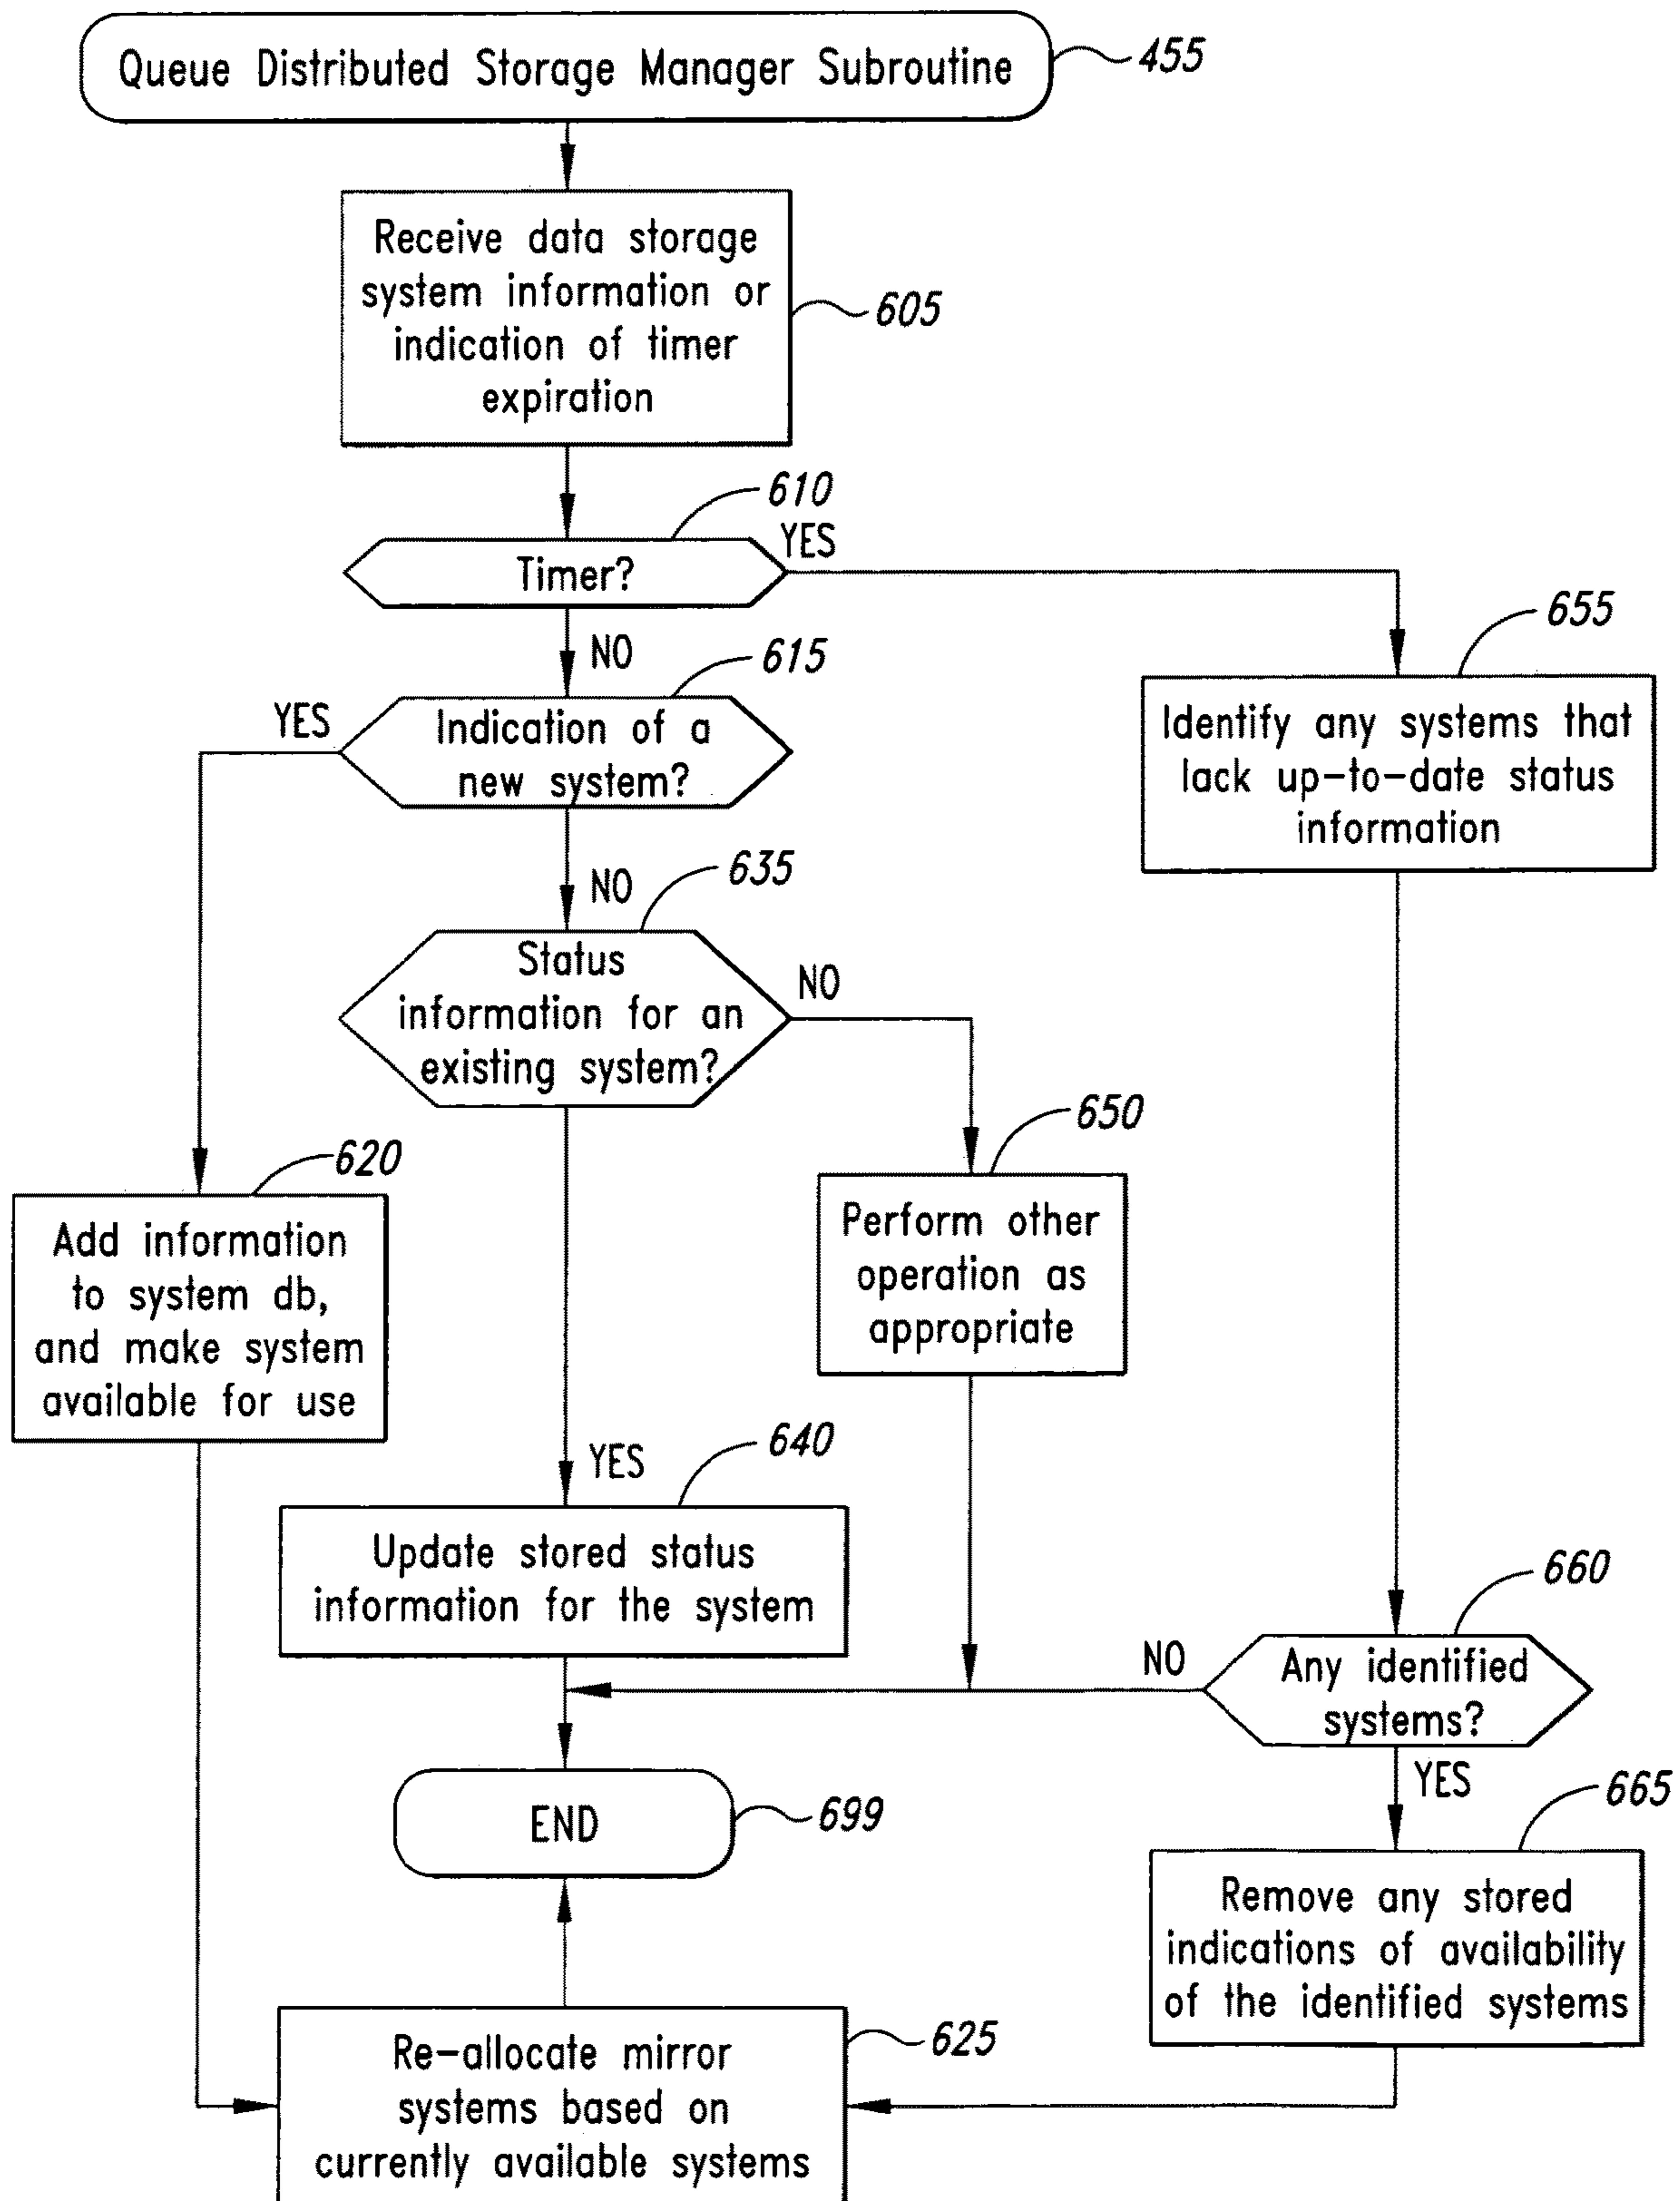 Queue Distributed Storage Manager Subroutine
455
Receive data storage
system information or
indication of timer
expiration
605
610
Timer?
YES
NO
655
Identify any systems that
lack up-to-date status
information
615
YES
Indication of a
new system?
NO
635
Status
information for an
existing system?
NO
650
Perform other
operation as
appropriate
620
Add information
to system db,
and make system
available for use
YES
640
Update stored status
information for the system
660
NO
Any identified
systems?
YES
665
Remove any stored
indications of availability
of the identified systems
END
699
Re-allocate mirror
systems based on
currently available systems
625